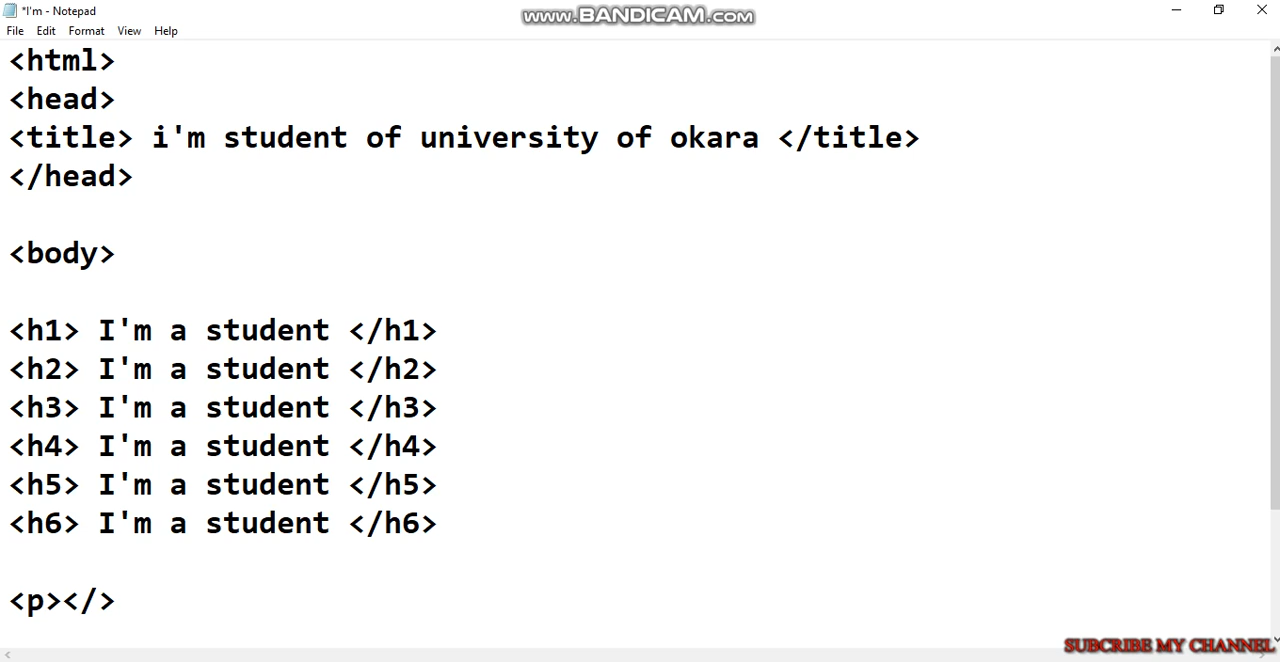 *I'm - Notepad
www.BANDICAM.com
File Edit Format View Help
<html>
<head>
<title> i'm student of university of okara </title>
</head>
<body>
<h1> I'm a student </h1>
<h2> I'm a student </h2>
<h3> I'm a student </h3>
<h4> I'm a student </h4>
<h5> I'm a student </h5>
<h6> I'm a student </h6>
<p></>
SUBCRIBE MY CHANNEL